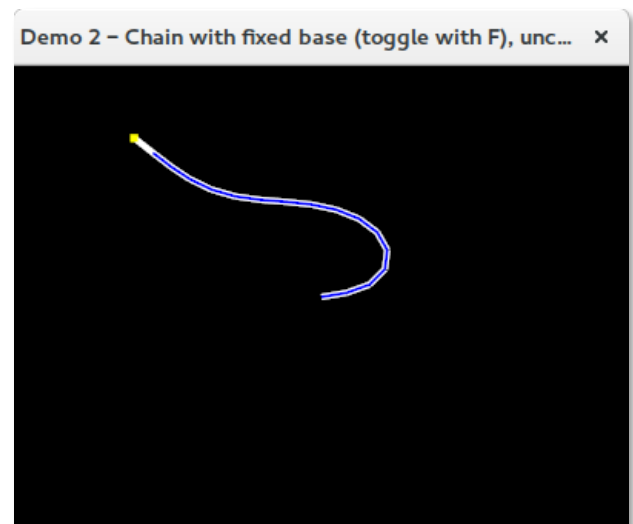 Demo 2 – Chain with fixed base (toggle with F), unc...